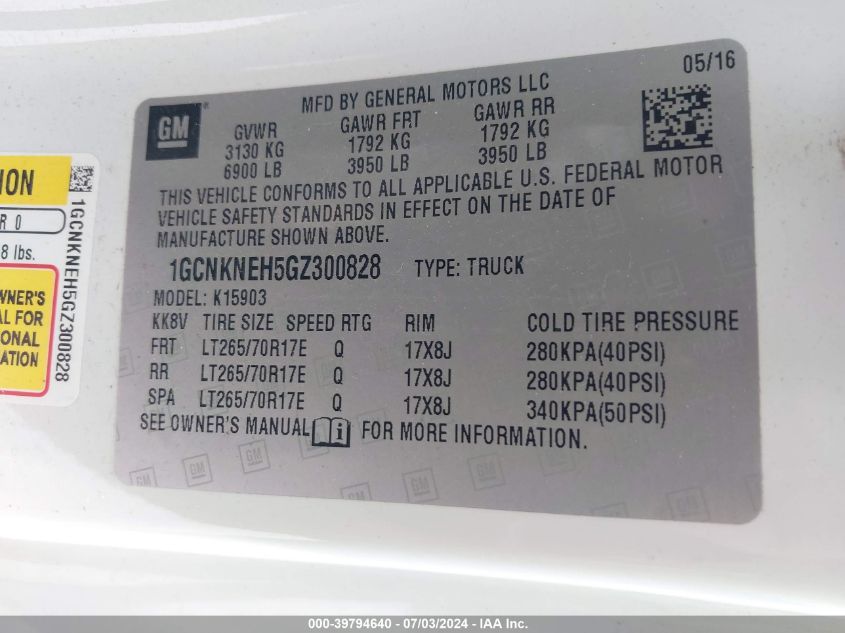 05/16
MFD BY GENERAL MOTORS LLC
GM®
GVWR GAWR FRT GAWR RR
3130 KG 1792 KG 1792 KG
6900 LB 3950 LB 3950 LB
THIS VEHICLE CONFORMS TO ALL APPLICABLE U.S. FEDERAL MOTOR
VEHICLE SAFETY STANDARDS IN EFFECT ON THE DATE OF
MANUFACTURE SHOWN ABOVE.
1GCNKNEH5GZ300828 TYPE: TRUCK
MODEL: K15903
KK8V TIRE SIZE SPEED RTG RIM COLD TIRE PRESSURE
FRT LT265/70R17E Q 17X8J 280KPA(40PSI)
RR LT265/70R17E Q 17X8J 280KPA(40PSI)
SPA LT265/70R17E Q 17X8J 340KPA(50PSI)
SEE OWNER'S MANUAL i FOR MORE INFORMATION.
GM GM GM GM
ION
R 0
8 lbs.
WNER'S
AL FOR
IONAL
ATION
1GCNKNEH5GZ300828
000-39794640 - 07/03/2024 - IAA Inc.